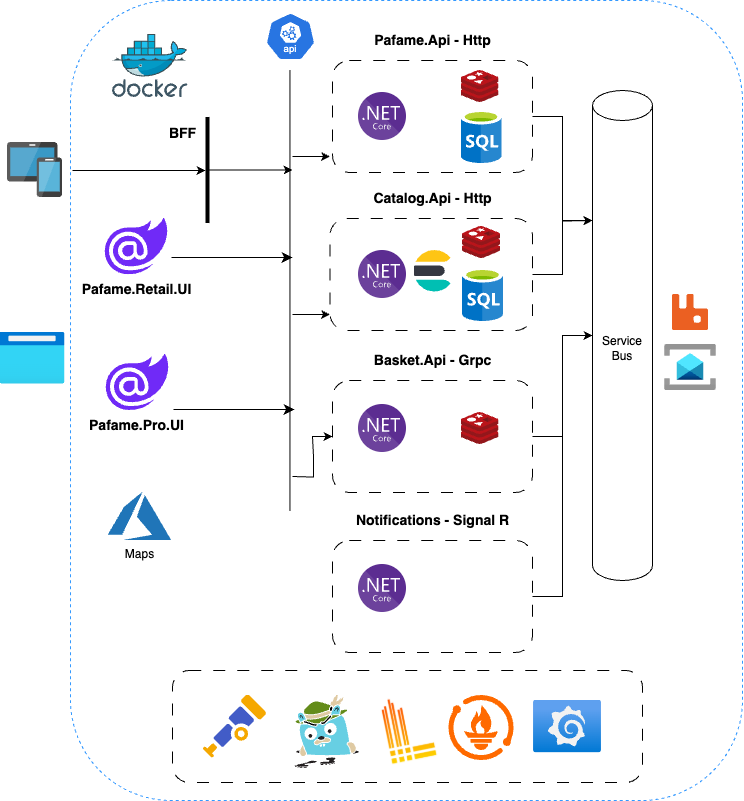 api
Pafame.Api - Http
docker
.NET
Core
SQL
BFF
Catalog.Api - Http
@
Pafame.Retail.UI
.NET
Core
SQL
Service
Bus
Basket.Api - Grpc
@
Pafame.Pro.UI
.NET
Core
Notifications - Signal R
Maps
.NET
Core